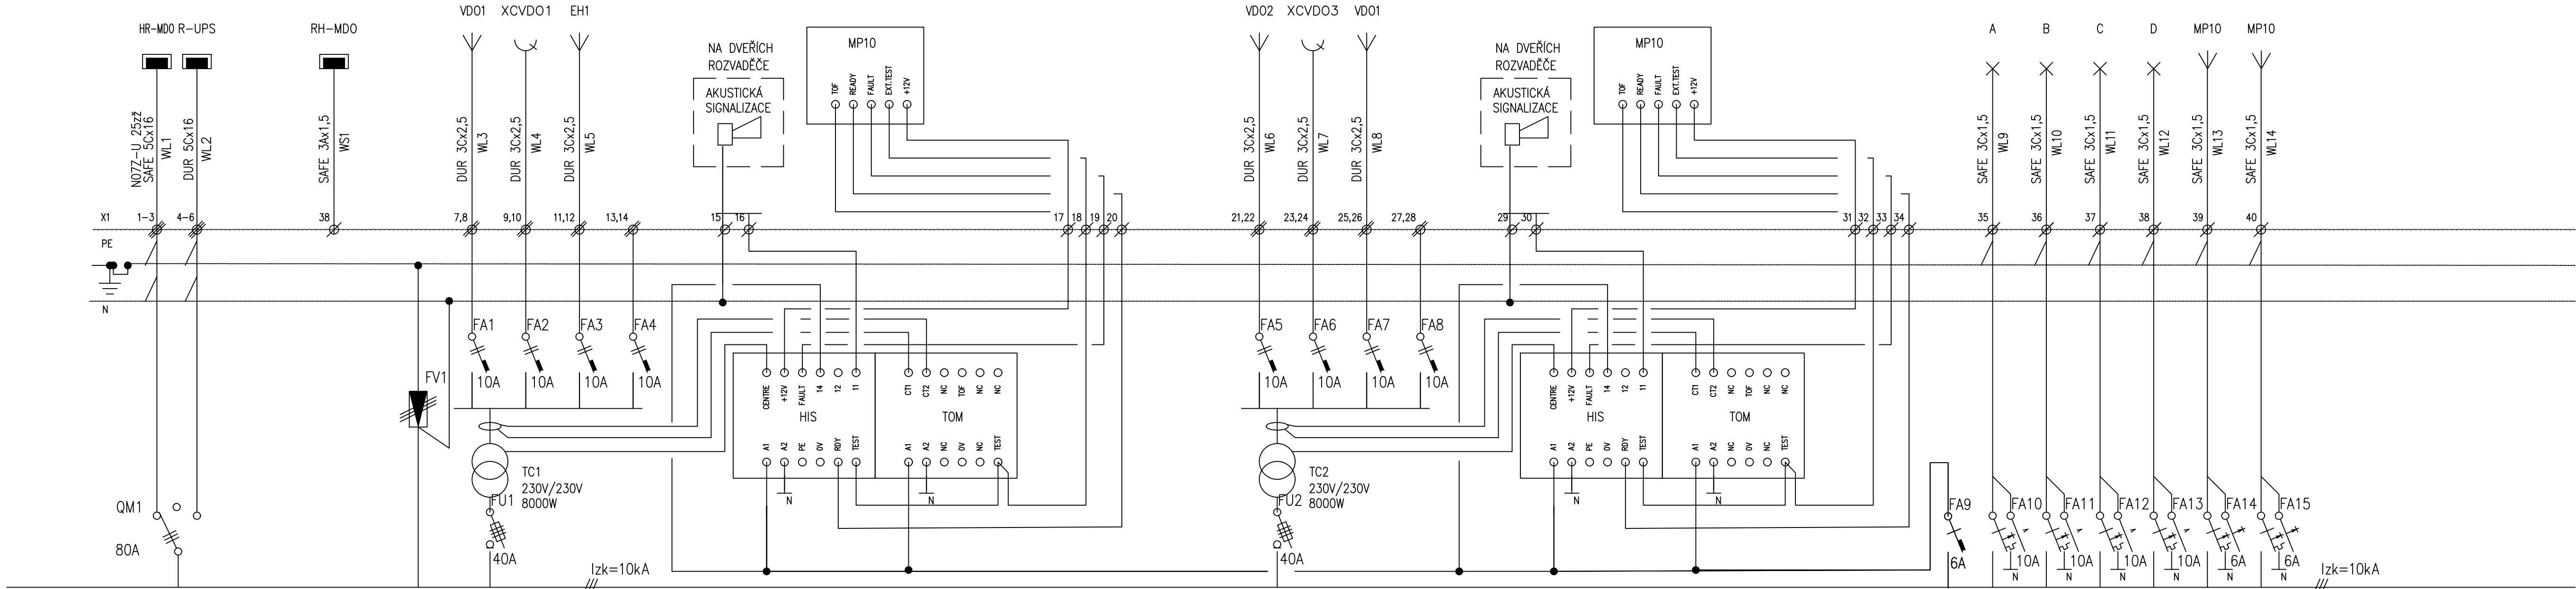 VD01 XCVDO1 EH1
VD02 XCVDO3 VD01
HR-MDO R-UPS RH-MDO
A B C D MP10 MP10
NA DVEŘÍCH
ROZVADĚČE
AKUSTICKÁ
SIGNALIZACE
MP10
TOF READY FAULT EXT.TEST +12V
NA DVEŘÍCH
ROZVADĚČE
AKUSTICKÁ
SIGNALIZACE
MP10
TOF READY FAULT EXT.TEST +12V
N07Z-U 25zž
SAFE 5Cx16
WL1
DUR 5Cx16
WL2
SAFE 3Ax1,5
WS1
DUR 3Cx2,5
WL3
DUR 3Cx2,5
WL4
DUR 3Cx2,5
WL5
DUR 3Cx2,5
WL6
DUR 3Cx2,5
WL7
DUR 3Cx2,5
WL8
SAFE 3Cx1,5
WL9
SAFE 3Cx1,5
WL10
SAFE 3Cx1,5
WL11
SAFE 3Cx1,5
WL12
SAFE 3Cx1,5
WL13
SAFE 3Cx1,5
WL14
X1 1-3 4-6 38 7,8 9,10 11,12 13,14 15 16 17 18 19 20 21,22 23,24 25,26 27,28 29 30 31 32 33 34 35 36 37 38 39 40
PE
N
FA1 FA2 FA3 FA4
10A 10A 10A 10A
FA5 FA6 FA7 FA8
10A 10A 10A 10A
FV1
CENTRE +12V FAULT 14 12 11 CT1 CT2 NC TOF NC NC
HIS TOM
A1 A2 PE 0V RDY TEST A1 A2 NC 0V NC TEST
N N
CENTRE +12V FAULT 14 12 11 CT1 CT2 NC TOF NC NC
HIS TOM
A1 A2 PE 0V RDY TEST A1 A2 NC 0V NC TEST
N N
TC1
230V/230V
8000W
FU1
40A
TC2
230V/230V
8000W
FU2
40A
QM1
80A
FA9 FA10 FA11 FA12 FA13 FA14 FA15
6A 10A 10A 10A 10A 6A 6A
N N N N N N
Izk=10kA
Izk=10kA